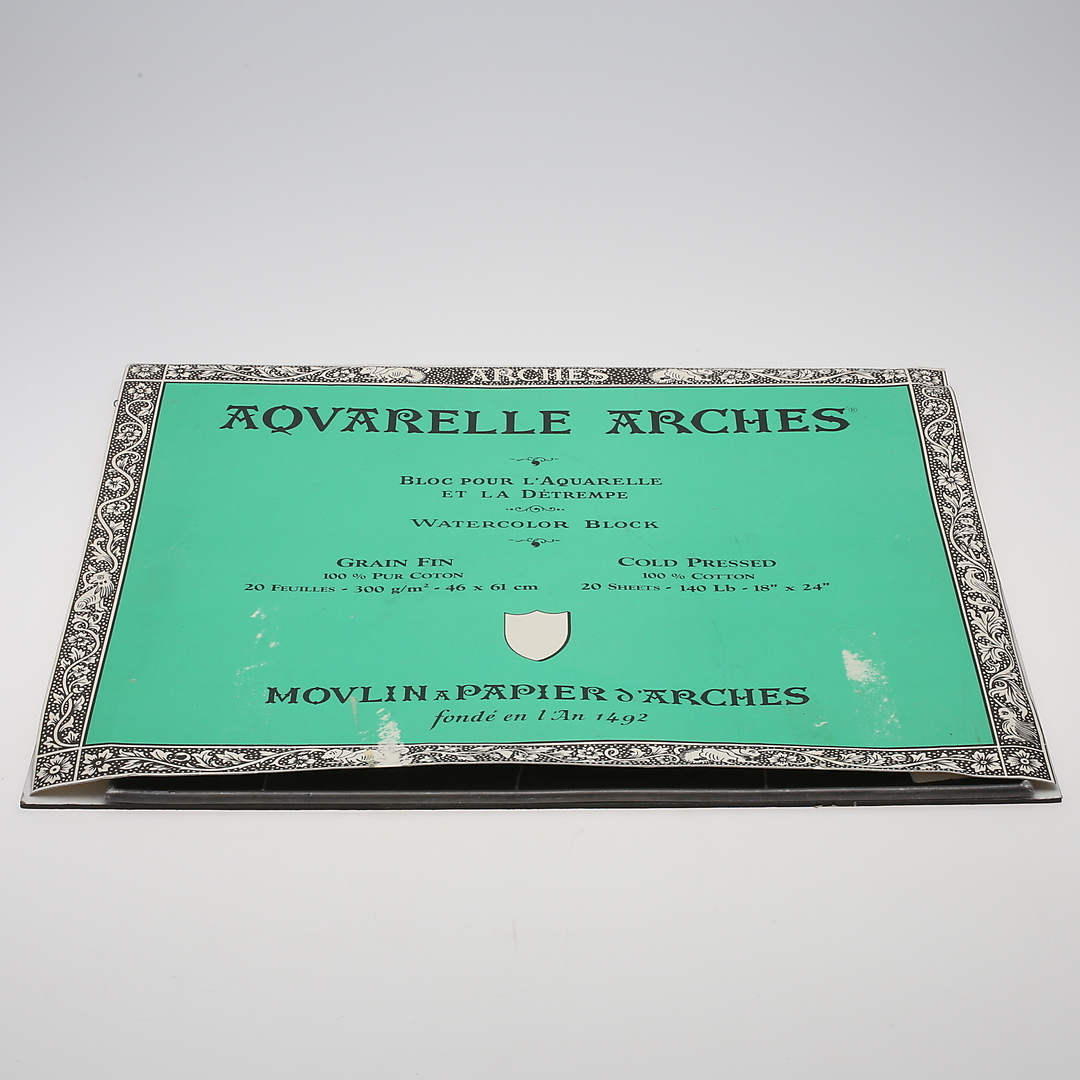 ARCHES
AQVARELLE ARCHES®
BLOC POUR L'AQUARELLE
ET LA DÉTREMPE
WATERCOLOR BLOCK
GRAIN FIN
100 % PUR COTON
20 FEUILLES - 300 g/m² - 46 x 61 cm
COLD PRESSED
100 % COTTON
20 SHEETS - 140 Lb - 18" x 24"
MOVLIN A PAPIER d'ARCHES
fondé en l'An 1492